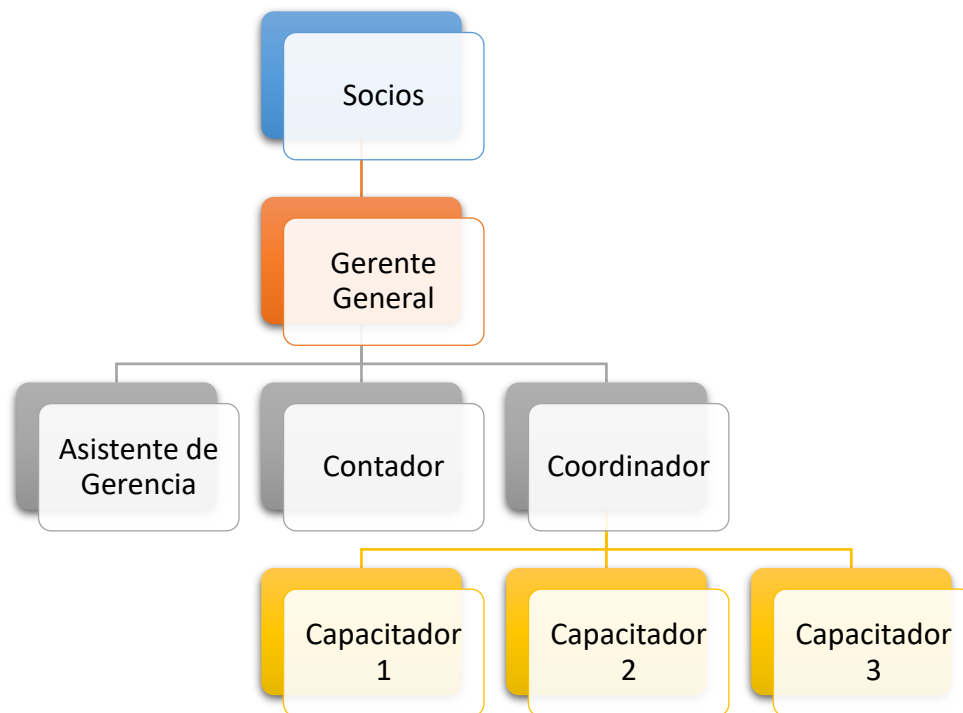 Socios
Gerente
General
Asistente de
Gerencia
Contador
Coordinador
Capacitador
1
Capacitador
2
Capacitador
3